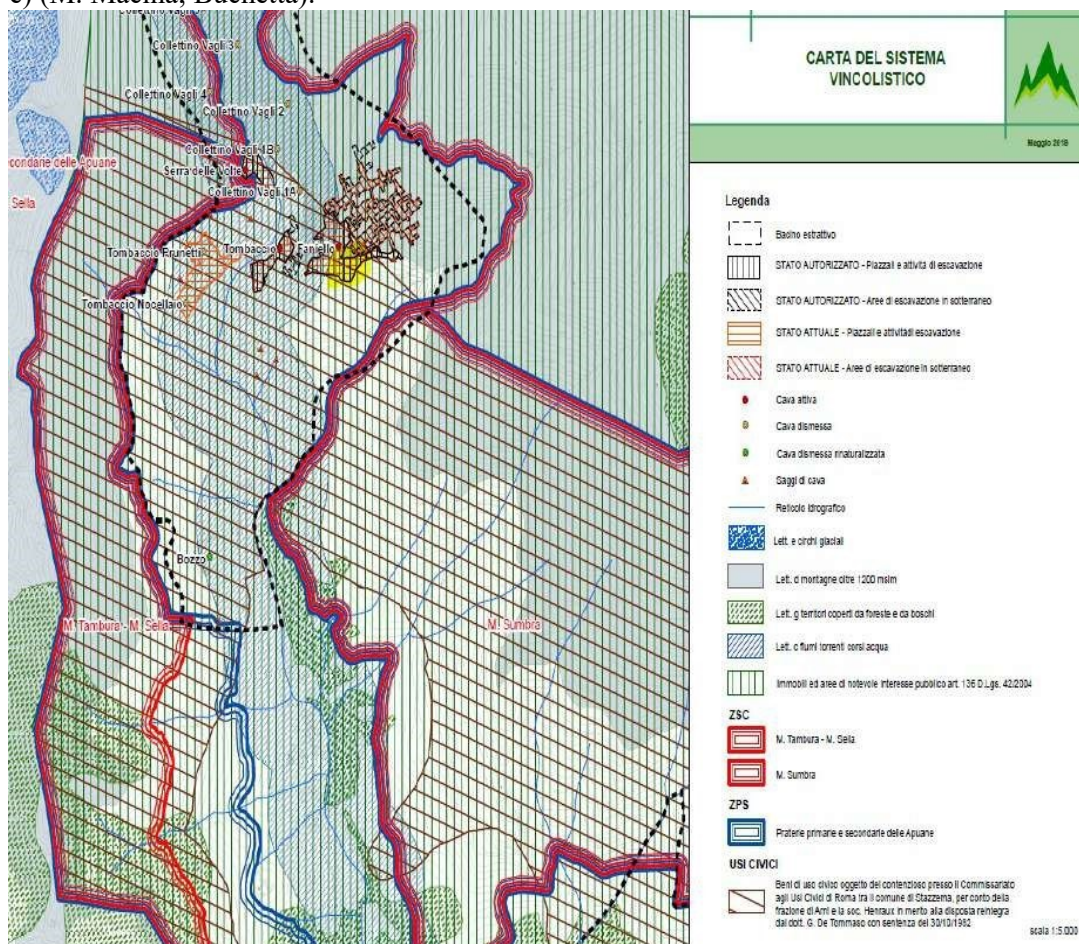 c) (M. Macina, Buchetta).
Collettino Vagli
Collettino Vagli 3
Collettino Vagli 4
Collettino Vagli 2
Collettino Vagli 1B
Serra delle Volte
Collettino Vagli 1A
condarie delle Apuane
Sella
Tombaccio Brunetti
Tombaccio
Faniello
Tombaccio Nocellaio
Bozzo
M. Tambura - M. Sella
M. Sumbra
CARTA DEL SISTEMA
VINCOLISTICO
Maggio 2019
Legenda
Bacino estrattivo
STATO AUTORIZZATO - Piazzali e attività di escavazione
STATO AUTORIZZATO - Aree di escavazione in sotterraneo
STATO ATTUALE - Piazzali e attivitàdi escavazione
STATO ATTUALE - Aree di escavazione in sotterraneo
Cava attiva
Cava dismessa
Cava dismessa rinaturalizzata
Saggi di cava
Reticolo idrografico
Lett. e circhi glaciali
Lett. d montagne oltre 1200 mslm
Lett. g territori coperti da foreste e da boschi
Lett. c fiumi torrenti corsi acqua
Immobili ed aree di notevole interesse pubblico art. 136 D.Lgs. 42/2004
ZSC
M. Tambura - M. Sella
M. Sumbra
ZPS
Praterie primarie e secondarie delle Apuane
USI CIVICI
Beni di uso civico oggetto del contenzioso presso il Commissariato
agli Usi Civici di Roma tra il comune di Stazzema, per conto della
frazione di Arni e la soc. Henraux in merito alla disposta reintegra
dal dott. G. De Tommaso con sentenza del 30/10/1982
scala 1:5.000